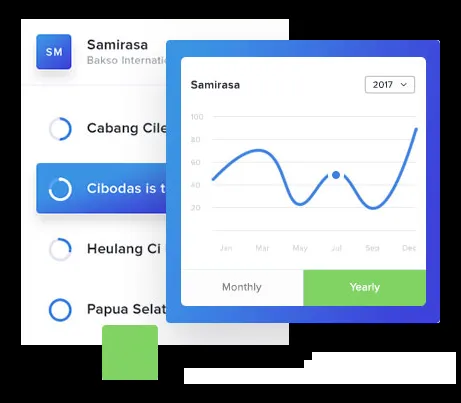 SM
Samirasa
Bakso Internatio
Cabang Cile
Cibodas is t
Heulang Ci
Papua Selat
Samirasa
2017
100
80
60
40
20
Jan Mar May Jul Sep Dec
Monthly Yearly